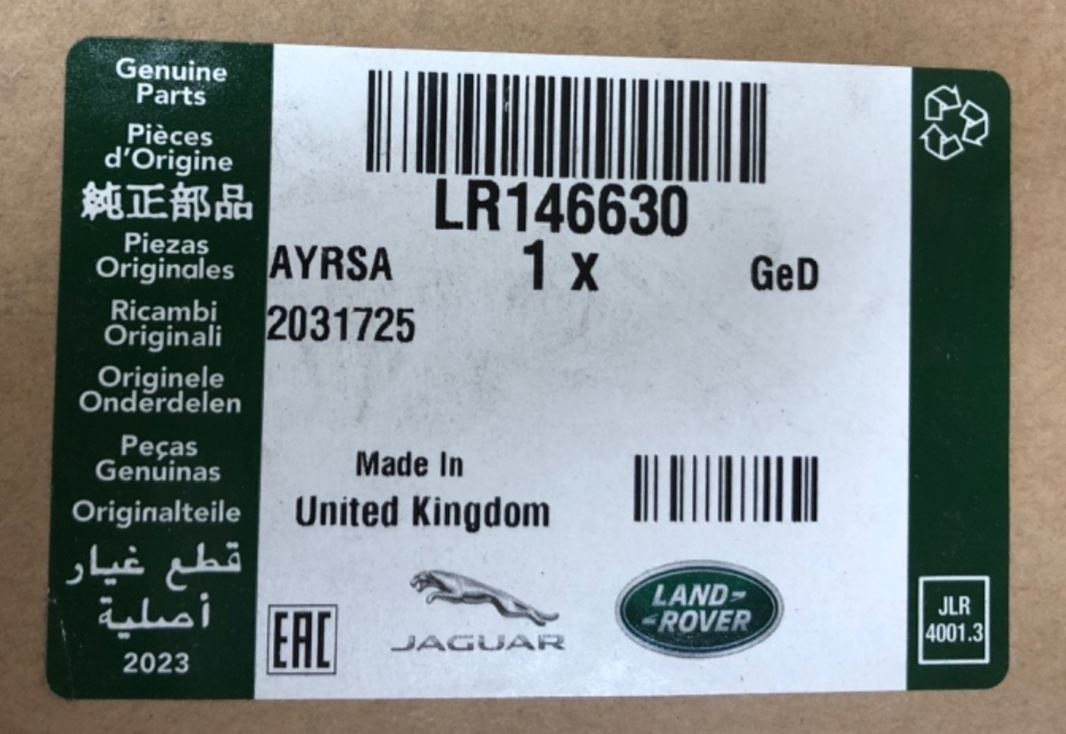 Genuine
Parts
Pièces
d'Origine
純正部品
Piezas
Originales
Ricambi
Originali
Originele
Onderdelen
Peças
Genuinas
Originalteile
قطع غيار
أصلية
2023
LR146630
AYRSA 1 x GeD
2031725
Made In
United Kingdom
EAC
JAGUAR
LAND-
-ROVER
JLR
4001.3